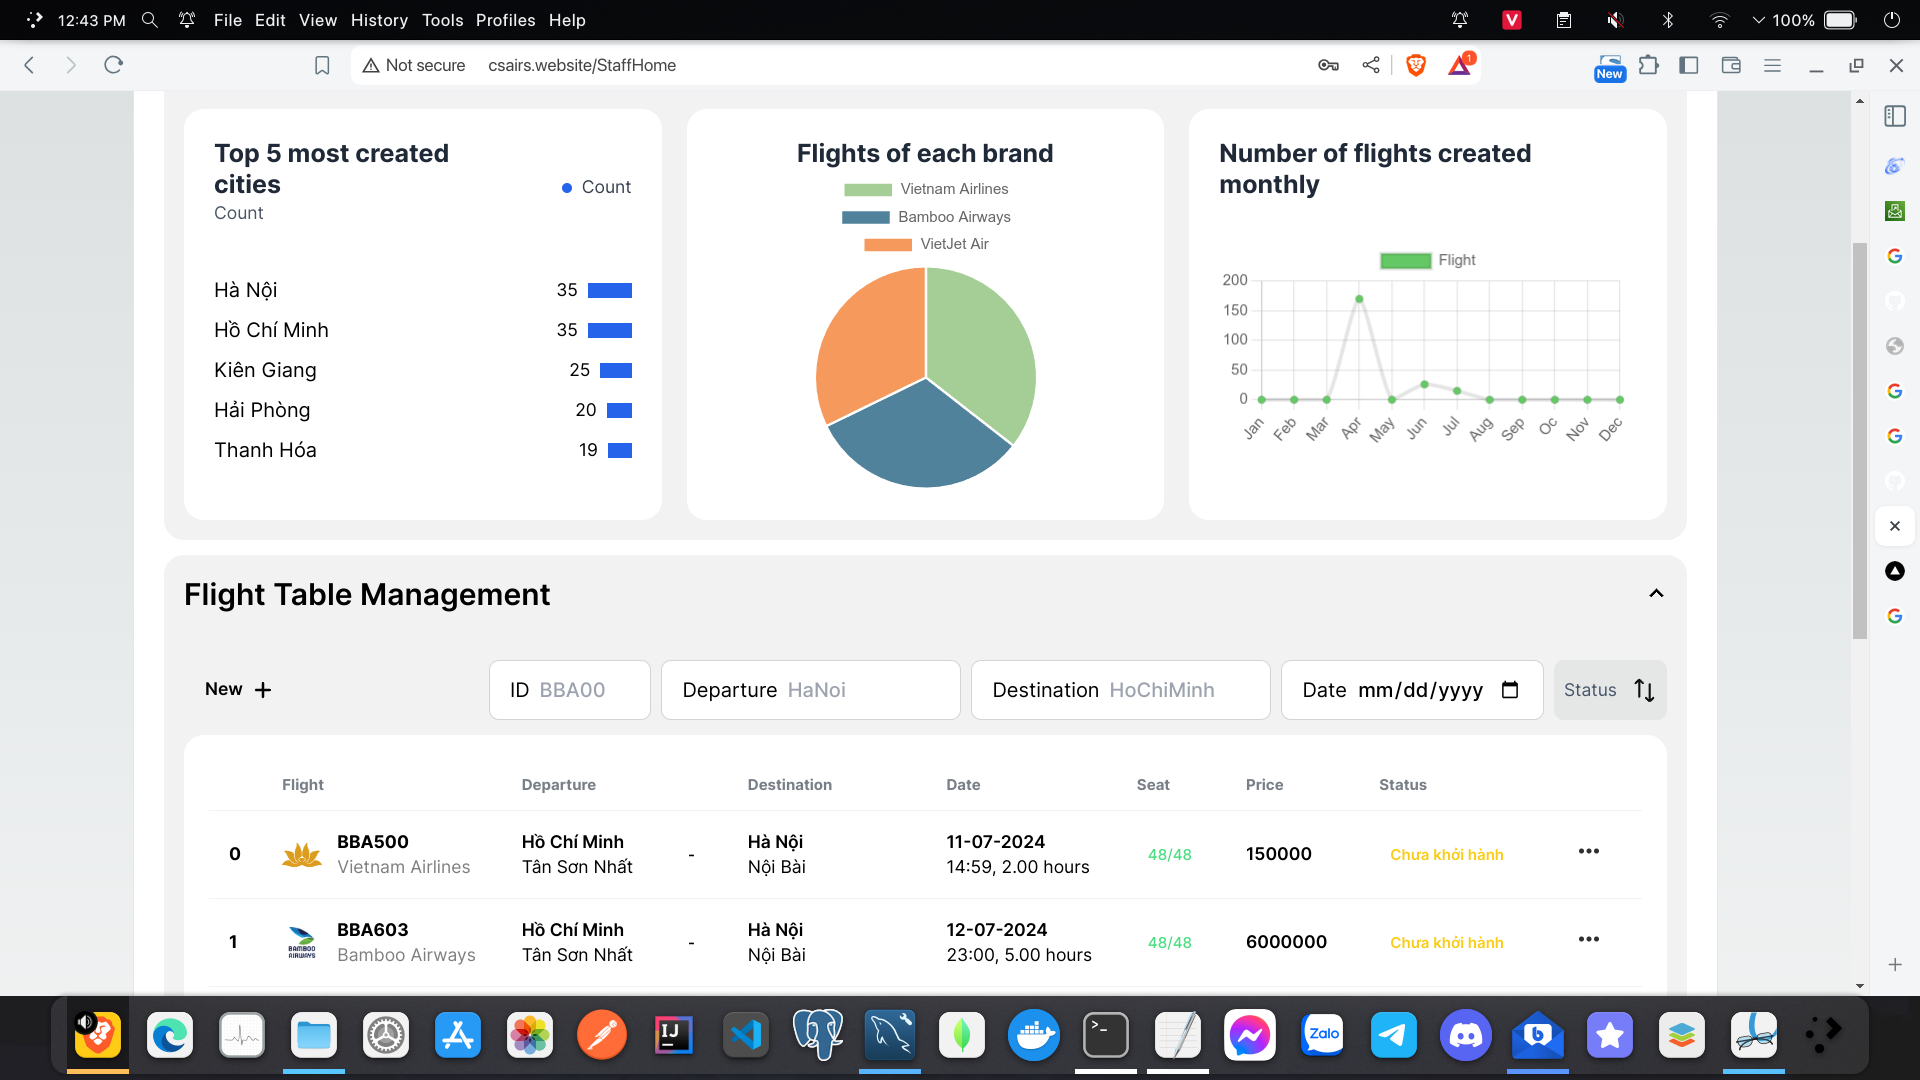 12:43 PM File Edit View History Tools Profiles Help 100%
Not secure csairs.website/StaffHome 1 New
Top 5 most created cities
Count
Count
Hà Nội 35
Hồ Chí Minh 35
Kiên Giang 25
Hải Phòng 20
Thanh Hóa 19
Flights of each brand
Vietnam Airlines
Bamboo Airways
VietJet Air
Number of flights created monthly
Flight
200
150
100
50
0
Jan Feb Mar Apr May Jun Jul Aug Sep Oc Nov Dec
Flight Table Management
New ID BBA00 Departure HaNoi Destination HoChiMinh Date mm/dd/yyyy Status
Flight Departure Destination Date Seat Price Status
0 BBA500 Hồ Chí Minh - Hà Nội 11-07-2024 48/48 150000 Chưa khởi hành
Vietnam Airlines Tân Sơn Nhất Nội Bài 14:59, 2.00 hours
1 BBA603 Hồ Chí Minh - Hà Nội 12-07-2024 48/48 6000000 Chưa khởi hành
BAMBOO AIRWAYS Bamboo Airways Tân Sơn Nhất Nội Bài 23:00, 5.00 hours
IJ >_ Zalo b